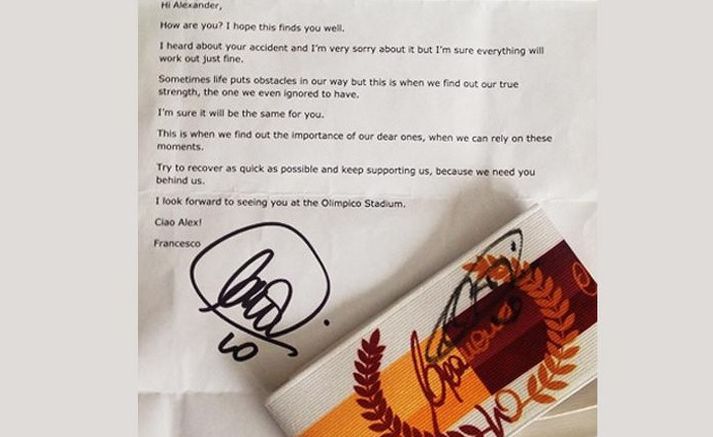 Hi Alexander,
How are you? I hope this finds you well.
I heard about your accident and I'm very sorry about it but I'm sure everything will
work out just fine.
Sometimes life puts obstacles in our way but this is when we find out our true
strength, the one we even ignored to have.
I'm sure it will be the same for you.
This is when we find out the importance of our dear ones, when we can rely on these
moments.
Try to recover as quick as possible and keep supporting us, because we need you
behind us.
I look forward to seeing you at the Olimpico Stadium.
Ciao Alex!
Francesco
10